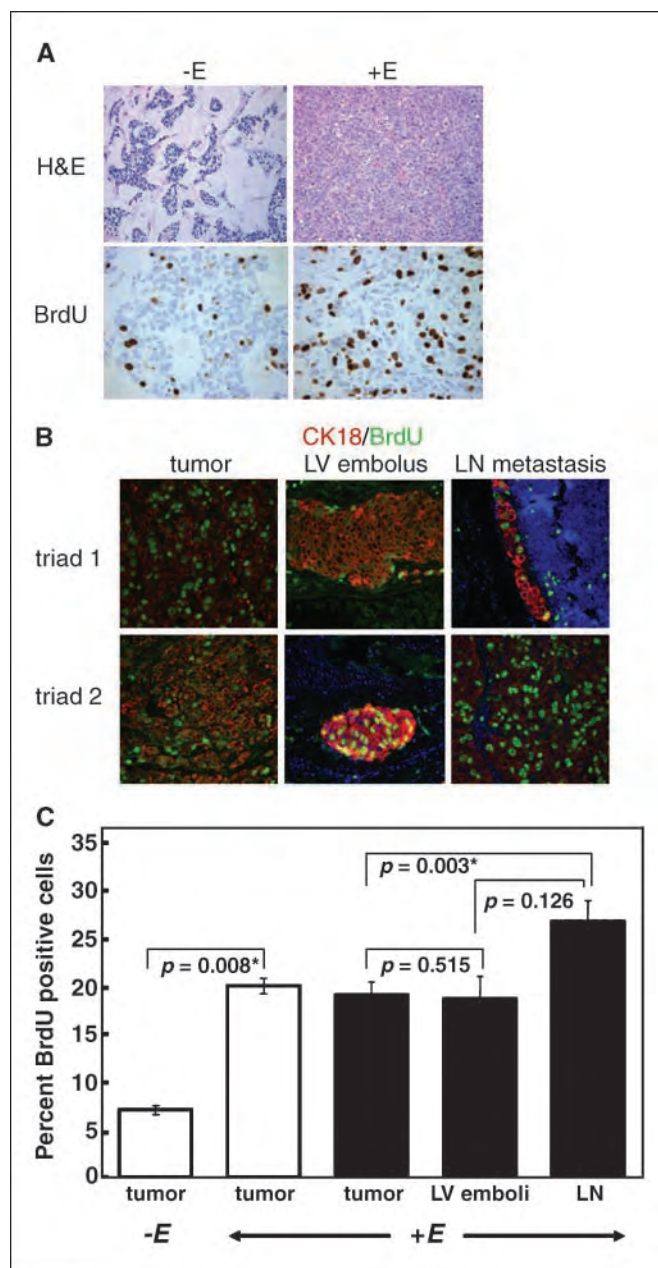 A
-E +E
H&E
BrdU
B
CK18/BrdU
tumor LV embolus LN metastasis
triad 1
triad 2
C
Percent BrdU positive cells
35
30
25
20
15
10
5
0
p = 0.003*
p = 0.126
p = 0.008*
p = 0.515
tumor tumor tumor LV emboli LN
-E +E